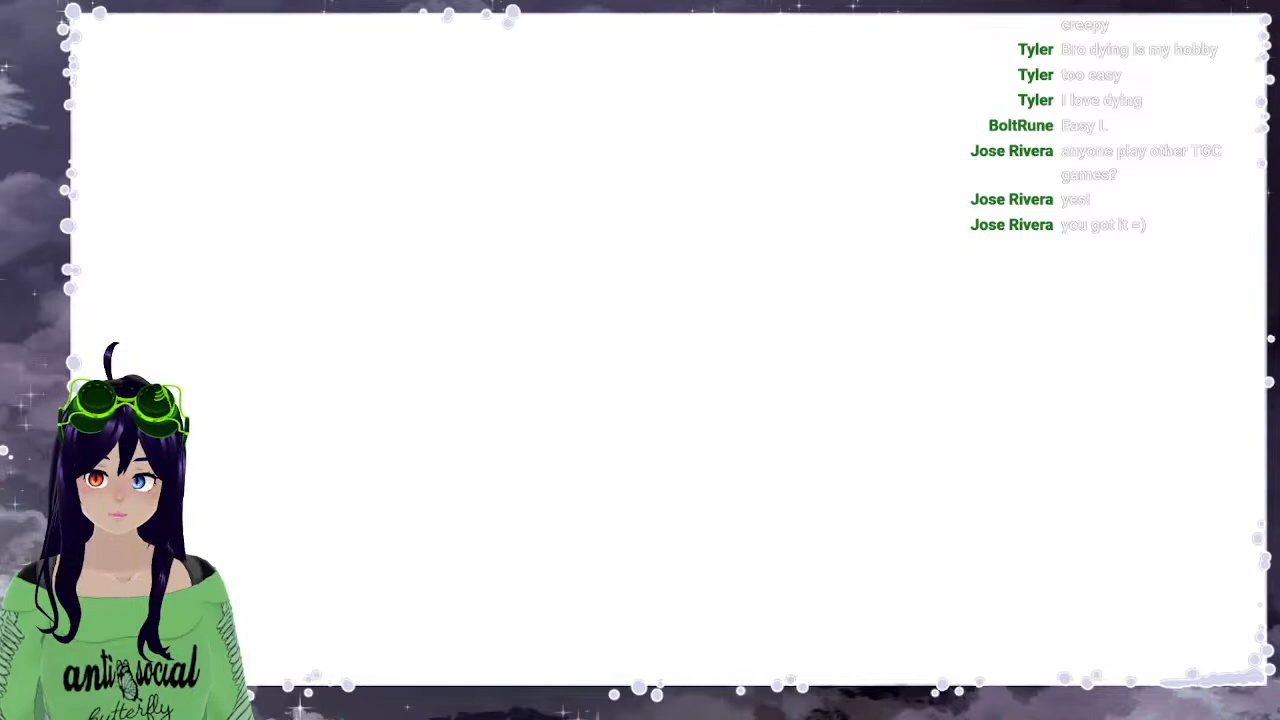 creepy
Tyler Bro dying is my hobby
Tyler too easy
Tyler I love dying
BoltRune Easy L
Jose Rivera anyone play other TGC
games?
Jose Rivera yes!
Jose Rivera you got it =)
anti social
butterfly